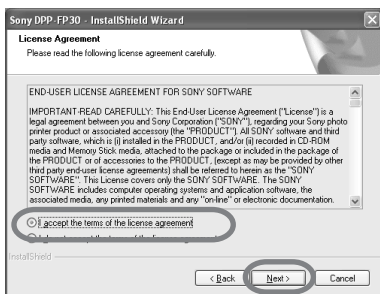 Sony DPP-FP30 - InstallShield Wizard
License Agreement
Please read the following license agreement carefully.
END-USER LICENSE AGREEMENT FOR SONY SOFTWARE
IMPORTANT-READ CAREFULLY: This End-User License Agreement ("License") is a
legal agreement between you and Sony Corporation ("SONY"), regarding your Sony photo
printer product or associated accessory (the "PRODUCT"). All SONY software and third
party software, which is (i) installed in the PRODUCT, and/or (ii) recorded in CD-ROM
media and Memory Stick media, attached to the package or included in the package of
the PRODUCT or of accessories to the PRODUCT, (except as may be provided by other
third party end-user license agreements) shall be referred to herein as the "SONY
SOFTWARE". This License covers only the SONY SOFTWARE. The SONY
SOFTWARE includes computer operating systems and application software, the
associated media, any printed materials and any "on-line" or electronic documentation.
I accept the terms of the license agreement
InstallShield
< Back Next > Cancel